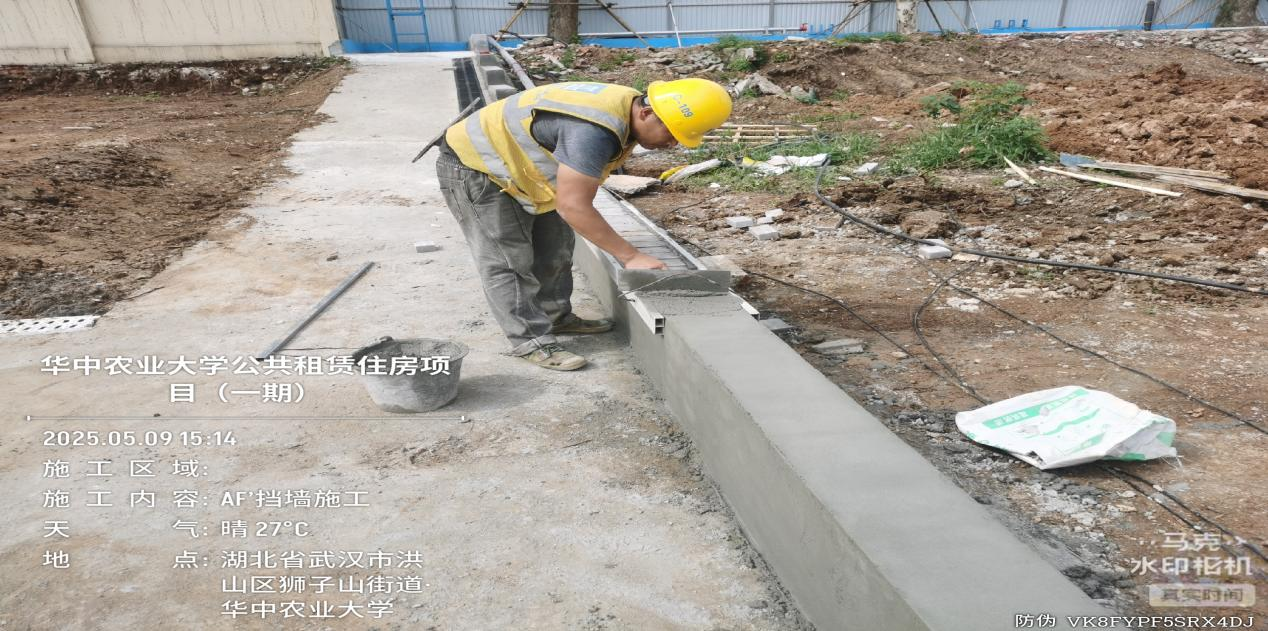 华中农业大学公共租赁住房项
目（一期）
2025.05.09 15:14
施工区域:
施工内容: AF'挡墙施工
天气: 晴 27°C
地点: 湖北省武汉市洪
山区狮子山街道·
华中农业大学
马克
水印相机
真实时间
防伪 VK8FYPF5SRX4DJ